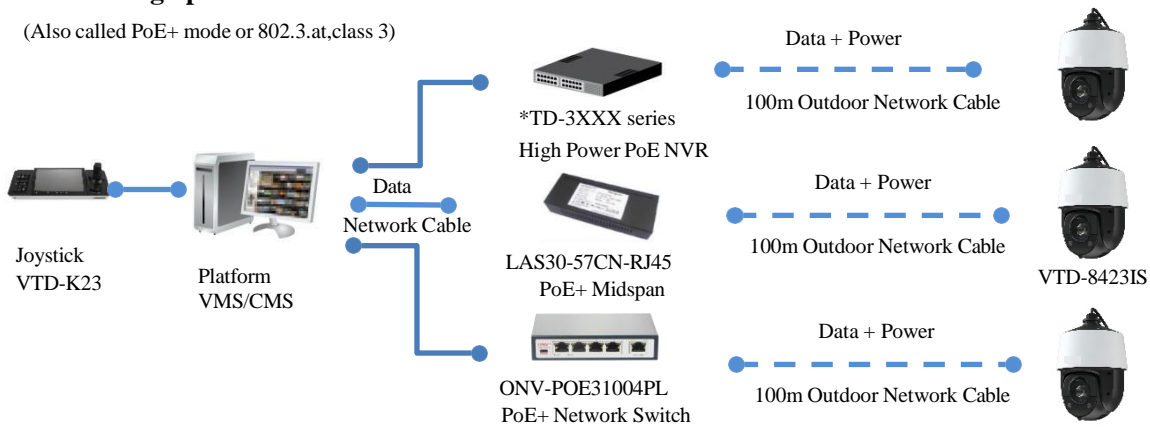 (Also called PoE+ mode or 802.3.at,class 3)
Data + Power
100m Outdoor Network Cable
*TD-3XXX series
High Power PoE NVR
Data
Network Cable
Data + Power
100m Outdoor Network Cable
Joystick
VTD-K23
Platform
VMS/CMS
LAS30-57CN-RJ45
PoE+ Midspan
VTD-8423IS
Data + Power
100m Outdoor Network Cable
ONV-POE31004PL
PoE+ Network Switch